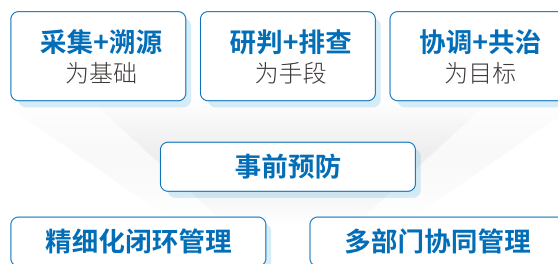 采集+溯源
为基础
研判+排查
为手段
协调+共治
为目标
事前预防
精细化闭环管理
多部门协同管理